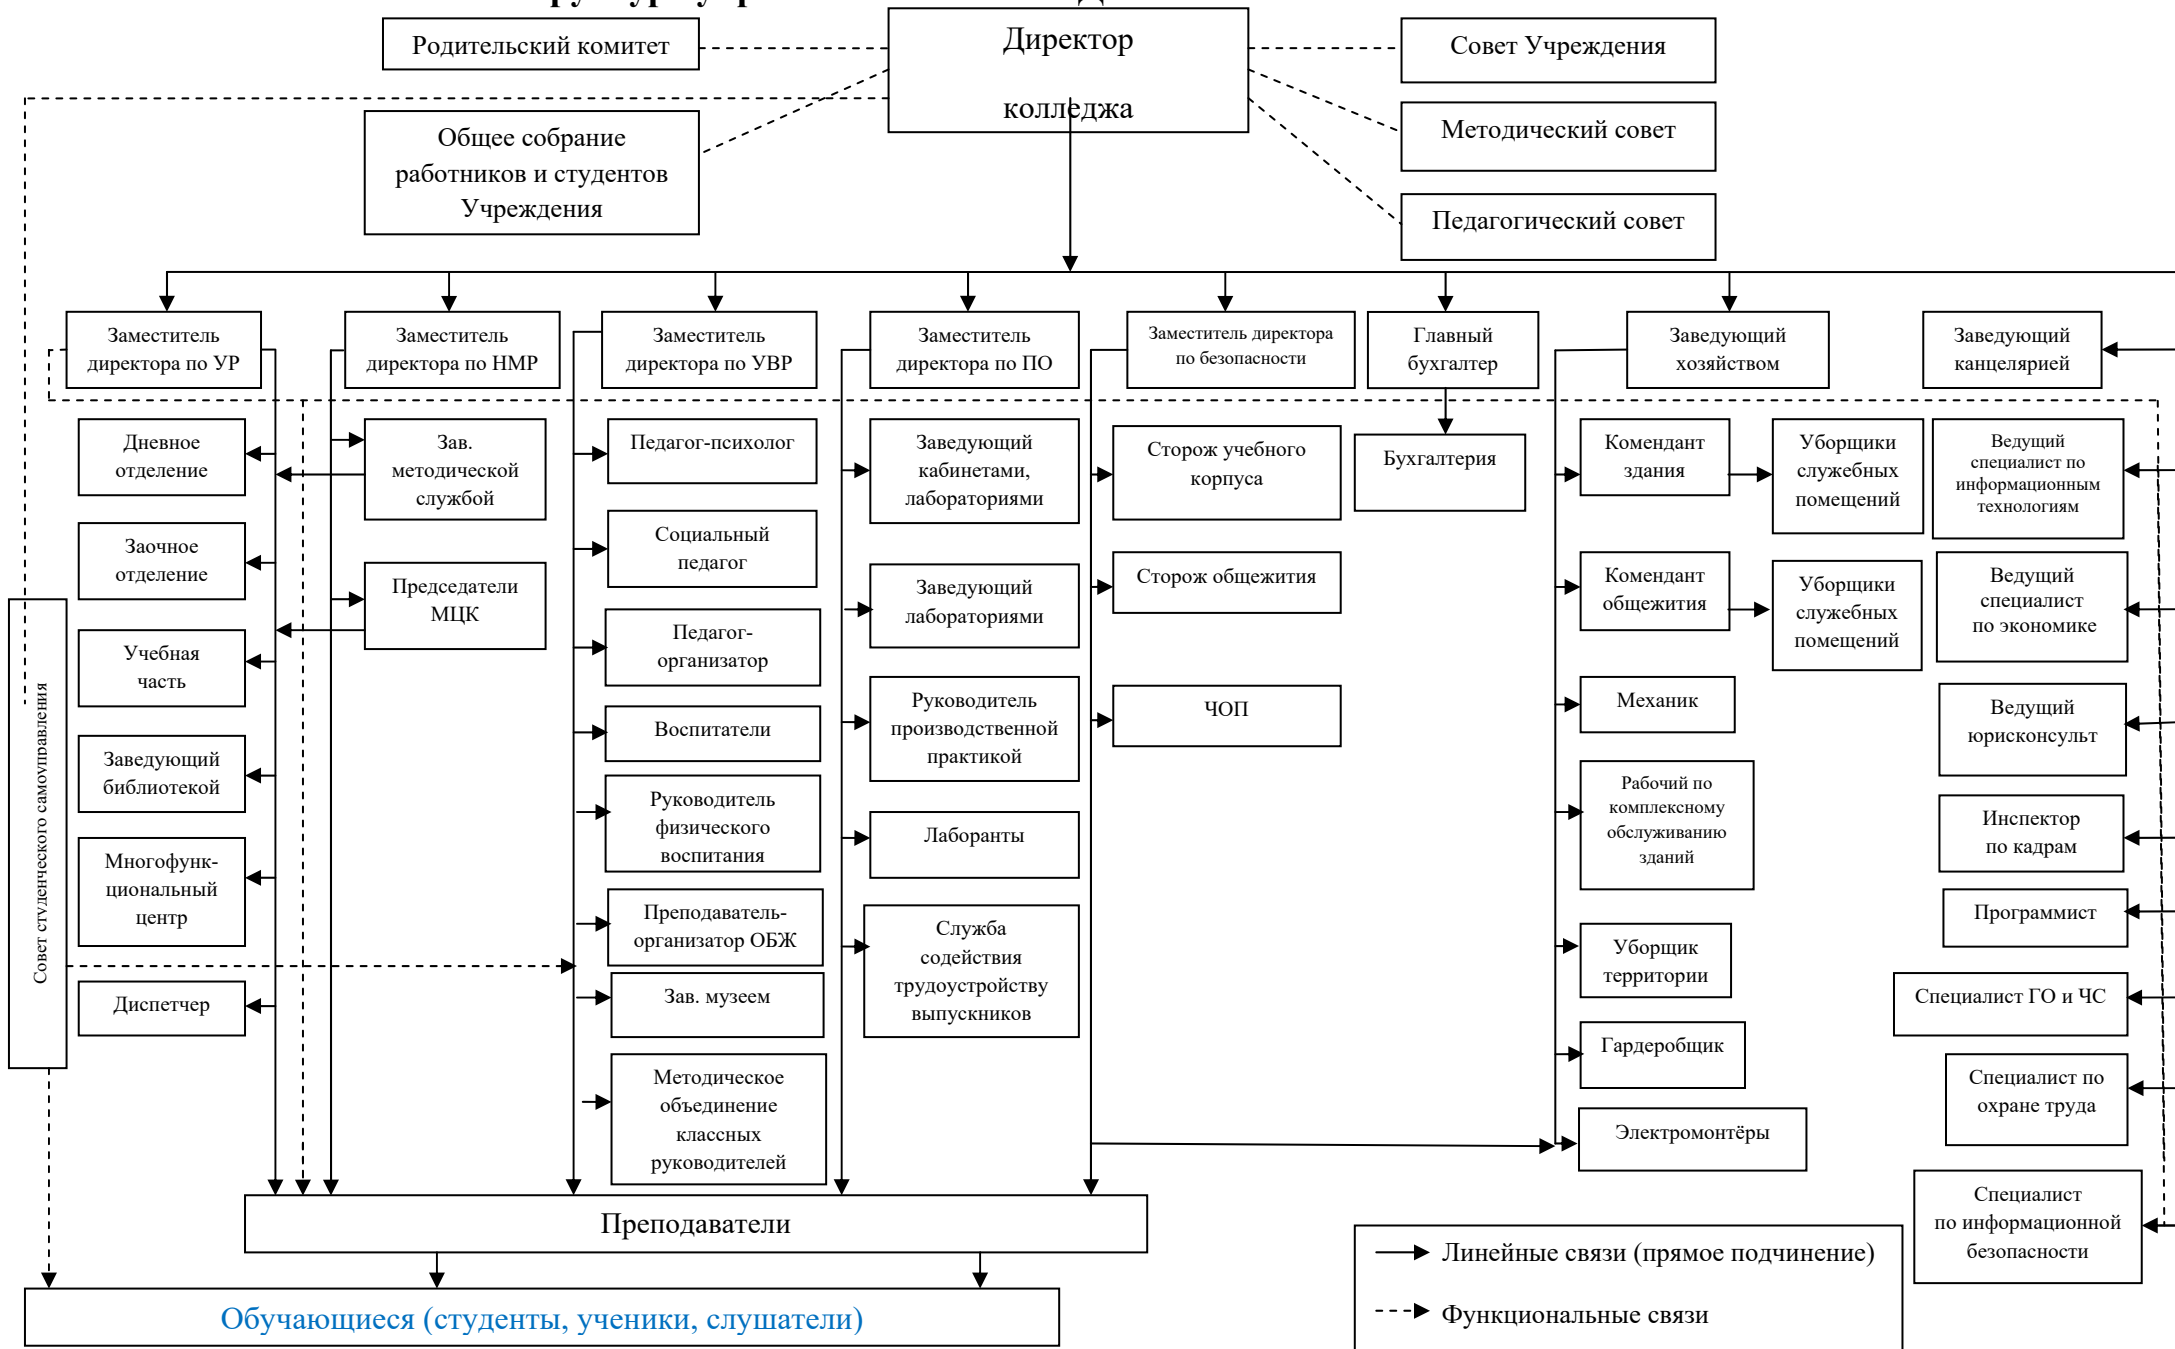 Директор
колледжа
Родительский комитет
Общее собрание
работников и студентов
Учреждения
Совет Учреждения
Методический совет
Педагогический совет
Заместитель
директора по УР
Заместитель
директора по НМР
Заместитель
директора по УВР
Заместитель
директора по ПО
Заместитель директора
по безопасности
Главный
бухгалтер
Заведующий
хозяйством
Заведующий
канцелярией
Дневное
отделение
Заочное
отделение
Учебная
часть
Заведующий
библиотекой
Многофунк-
циональный
центр
Диспетчер
Совет студенческого самоуправления
Зав.
методической
службой
Председатели
МЦК
Педагог-психолог
Социальный
педагог
Педагог-
организатор
Воспитатели
Руководитель
физического
воспитания
Преподаватель-
организатор ОБЖ
Зав. музеем
Методическое
объединение
классных
руководителей
Заведующий
кабинетами,
лабораториями
Заведующий
лабораториями
Руководитель
производственной
практикой
Лаборанты
Служба
содействия
трудоустройству
выпускников
Сторож учебного
корпуса
Сторож общежития
ЧОП
Бухгалтерия
Комендант
здания
Комендант
общежития
Механик
Рабочий по
комплексному
обслуживанию
зданий
Уборщик
территории
Гардеробщик
Электромонтёры
Уборщики
служебных
помещений
Уборщики
служебных
помещений
Ведущий
специалист по
информационным
технологиям
Ведущий
специалист
по экономике
Ведущий
юрисконсульт
Инспектор
по кадрам
Программист
Специалист ГО и ЧС
Специалист по
охране труда
Специалист
по информационной
безопасности
Преподаватели
Обучающиеся (студенты, ученики, слушатели)
Линейные связи (прямое подчинение)
Функциональные связи